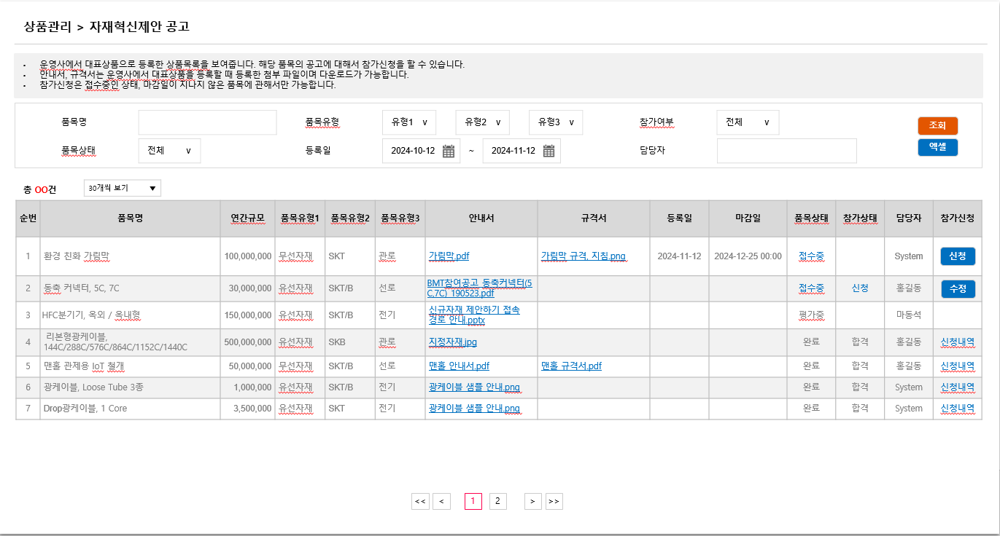 상품관리 > 자재혁신제안 공고
• 운영사에서 대표상품으로 등록한 상품목록을 보여줍니다. 해당 품목의 공고에 대해서 참가신청을 할 수 있습니다.
• 안내서, 규격서는 운영사에서 대표상품을 등록할 때 등록한 첨부 파일이며 다운로드가 가능합니다.
• 참가신청은 접수중인 상태, 마감일이 지나지 않은 품목에 관해서만 가능합니다.
품목명 품목유형 유형1 ∨ 유형2 ∨ 유형3 ∨ 참가여부 전체 ∨ 조회
품목상태 전체 ∨ 등록일 2024-10-12 ~ 2024-11-12 담당자 엑셀
총 OO건 30개씩 보기 ▼
순번 품목명 연간규모 품목유형1 품목유형2 품목유형3 안내서 규격서 등록일 마감일 품목상태 참가상태 담당자 참가신청
1 환경 친화 가림막 100,000,000 무선자재 SKT 관로 가림막.pdf 가림막 규격, 지침.png 2024-11-12 2024-12-25 00:00 접수중 System 신청
2 동축 커넥터, 5C, 7C 30,000,000 유선자재 SKT/B 선로 BMT참여공고_동축커넥터(5
C,7C)_190523.pdf 접수중 신청 홍길동 수정
3 HFC분기기, 옥외 / 옥내형 150,000,000 유선자재 SKT/B 전기 신규자재 제안하기 접속
경로 안내.pptx 평가중 마동석
4 리본형광케이블,
144C/288C/576C/864C/1152C/1440C 500,000,000 유선자재 SKB 관로 지정자재.jpg 완료 합격 홍길동 신청내역
5 맨홀 관제용 IoT 철개 50,000,000 무선자재 SKT/B 선로 맨홀 안내서.pdf 맨홀 규격서.pdf 완료 합격 홍길동 신청내역
6 광케이블, Loose Tube 3종 1,000,000 유선자재 SKT/B 전기 광케이블 샘플 안내.png 완료 합격 System 신청내역
7 Drop광케이블, 1 Core 3,500,000 유선자재 SKT 전기 광케이블 샘플 안내.png 완료 합격 System 신청내역
<< < 1 2 > >>